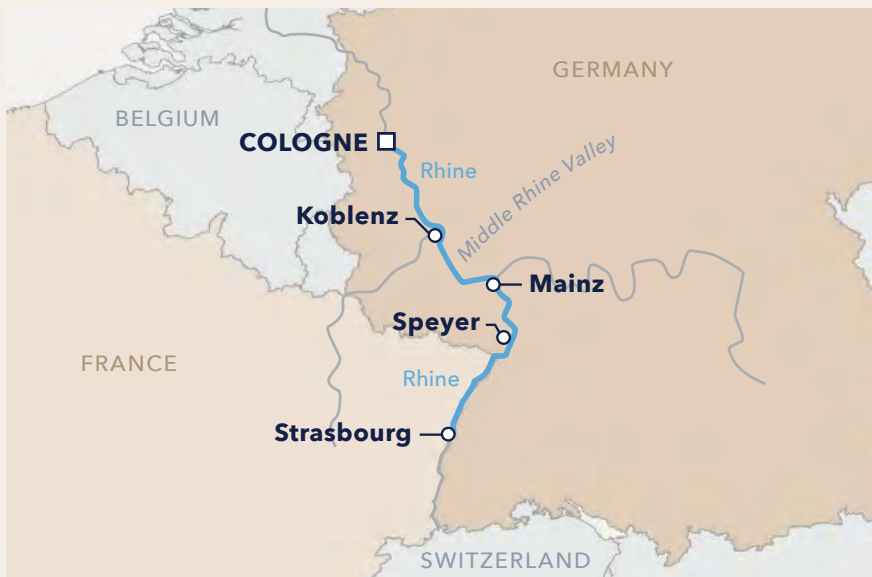 GERMANY
BELGIUM
COLOGNE
Rhine
Middle Rhine Valley
Koblenz
Mainz
Speyer
FRANCE
Rhine
Strasbourg
SWITZERLAND